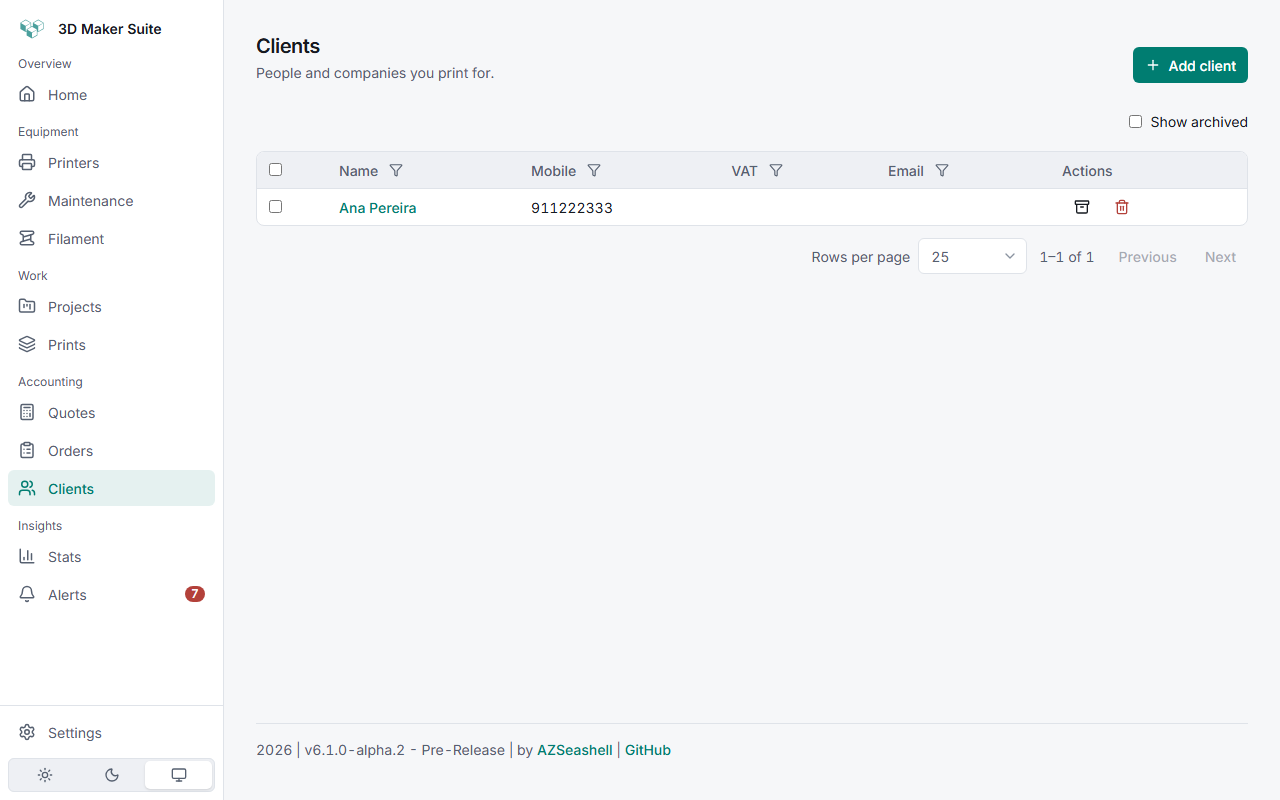 3D Maker Suite
Overview
Home
Equipment
Printers
Maintenance
Filament
Work
Projects
Prints
Accounting
Quotes
Orders
Clients
Insights
Stats
Alerts 7
Settings
Clients
People and companies you print for.
Add client
Show archived
Name Mobile VAT Email Actions
Ana Pereira 911222333
Rows per page 25 1–1 of 1 Previous Next
2026 | v6.1.0-alpha.2 - Pre-Release | by AZSeashell | GitHub